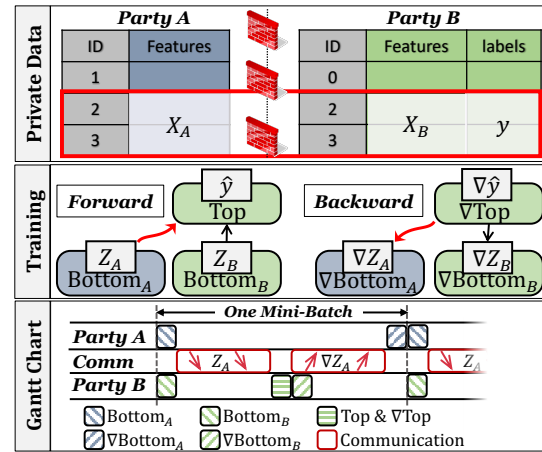 Private Data
Party A
Party B
ID Features
1
2
3
X_A
ID Features labels
0
2
3
X_B y
Training
Forward
ŷ
Top
Z_A
Bottom_A
Z_B
Bottom_B
Backward
∇ŷ
∇Top
∇Z_A
∇Bottom_A
∇Z_B
∇Bottom_B
Gantt Chart
One Mini-Batch
Party A
Comm Z_A ∇Z_A Z_A
Party B
Bottom_A Bottom_B Top & ∇Top
∇Bottom_A ∇Bottom_B Communication